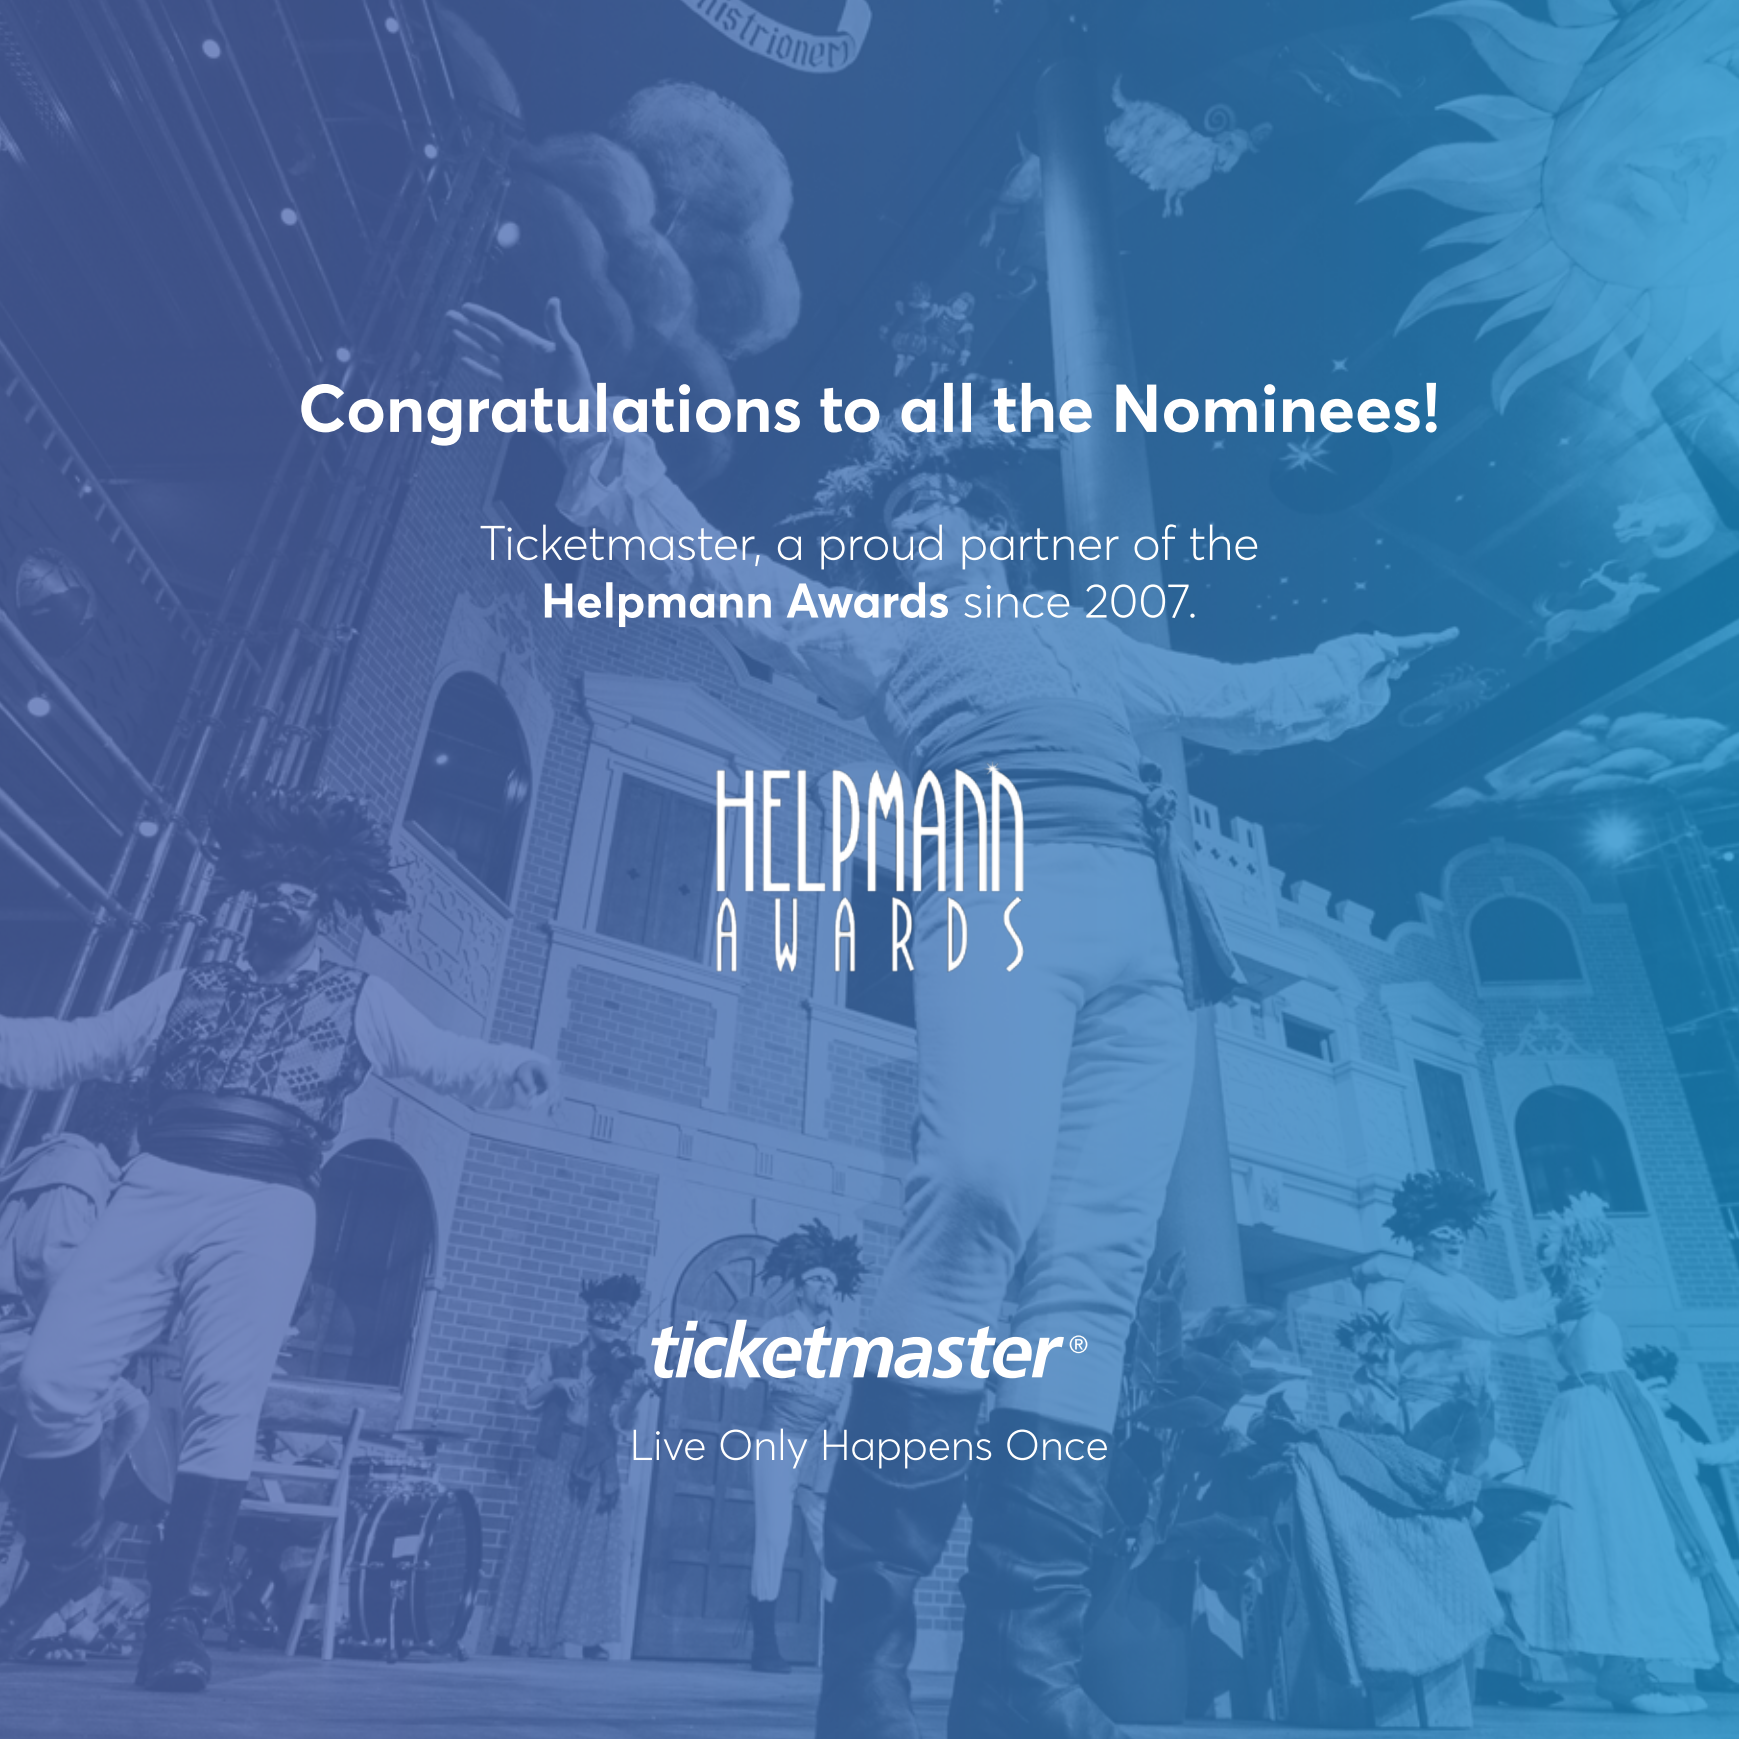 Congratulations to all the Nominees!
Ticketmaster, a proud partner of the
Helpmann Awards since 2007.
HELPMANN
AWARDS
ticketmaster®
Live Only Happens Once